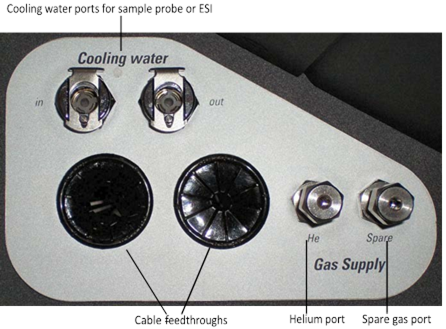 Cooling water ports for sample probe or ESI
Cooling water
in
out
He
Spare
Gas Supply
Cable feedthroughs
Helium port
Spare gas port